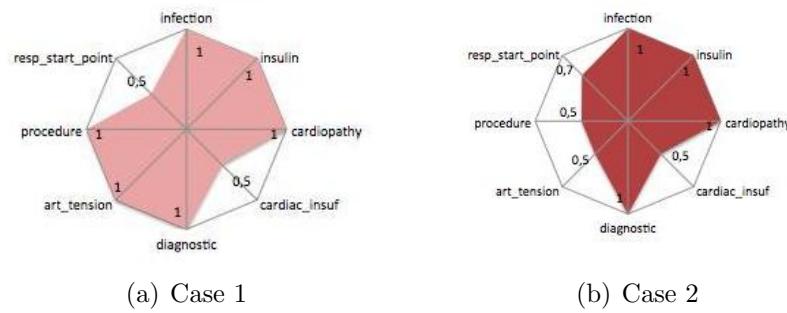 infection
infection
resp_start_point
1
insulin
resp_start_point
1
insulin
1
0,7
1
0,5
procedure
1
1
cardiopathy
procedure
0,5
1
cardiopathy
0,5
0,5
0,5
1
1
art_tension
cardiac_insuf
art_tension
1
cardiac_insuf
diagnostic
diagnostic
(a) Case 1
(b) Case 2